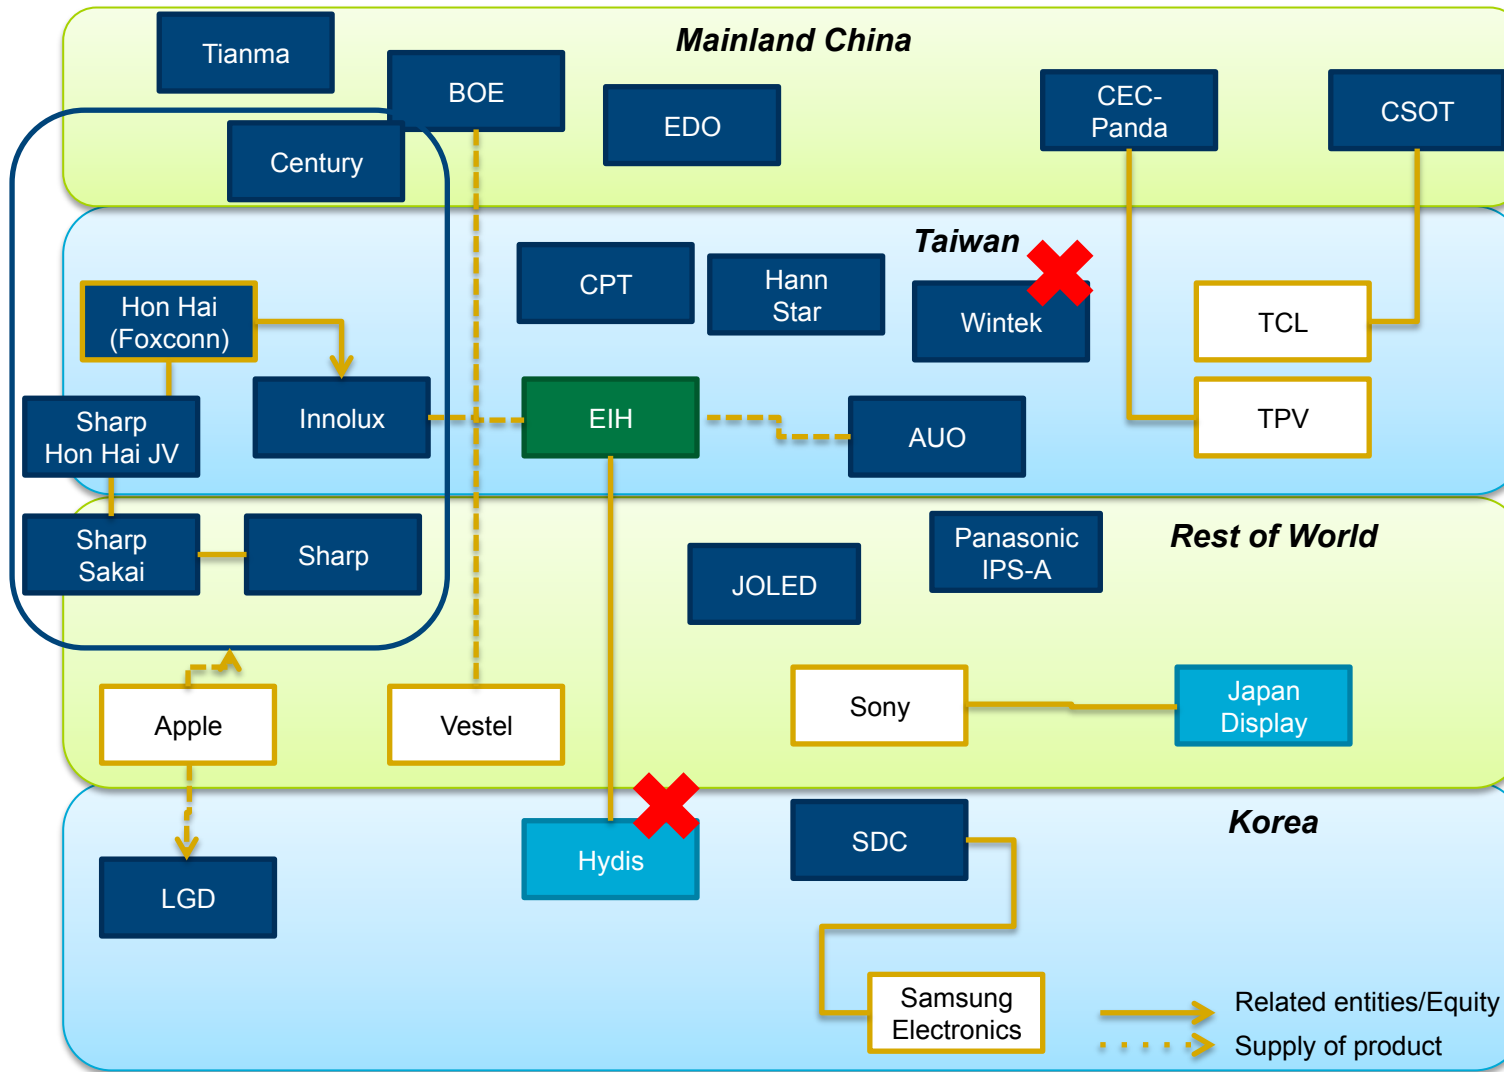 Mainland China
Tianma
BOE
EDO
CEC-
Panda
CSOT
Century
Taiwan
CPT
Hann
Star
Wintek
TCL
Hon Hai
(Foxconn)
Innolux
EIH
AUO
TPV
Sharp
Hon Hai JV
Rest of World
Sharp
Sakai
Sharp
JOLED
Panasonic
IPS-A
Apple
Vestel
Sony
Japan
Display
Korea
LGD
Hydis
SDC
Samsung
Electronics
Related entities/Equity
Supply of product